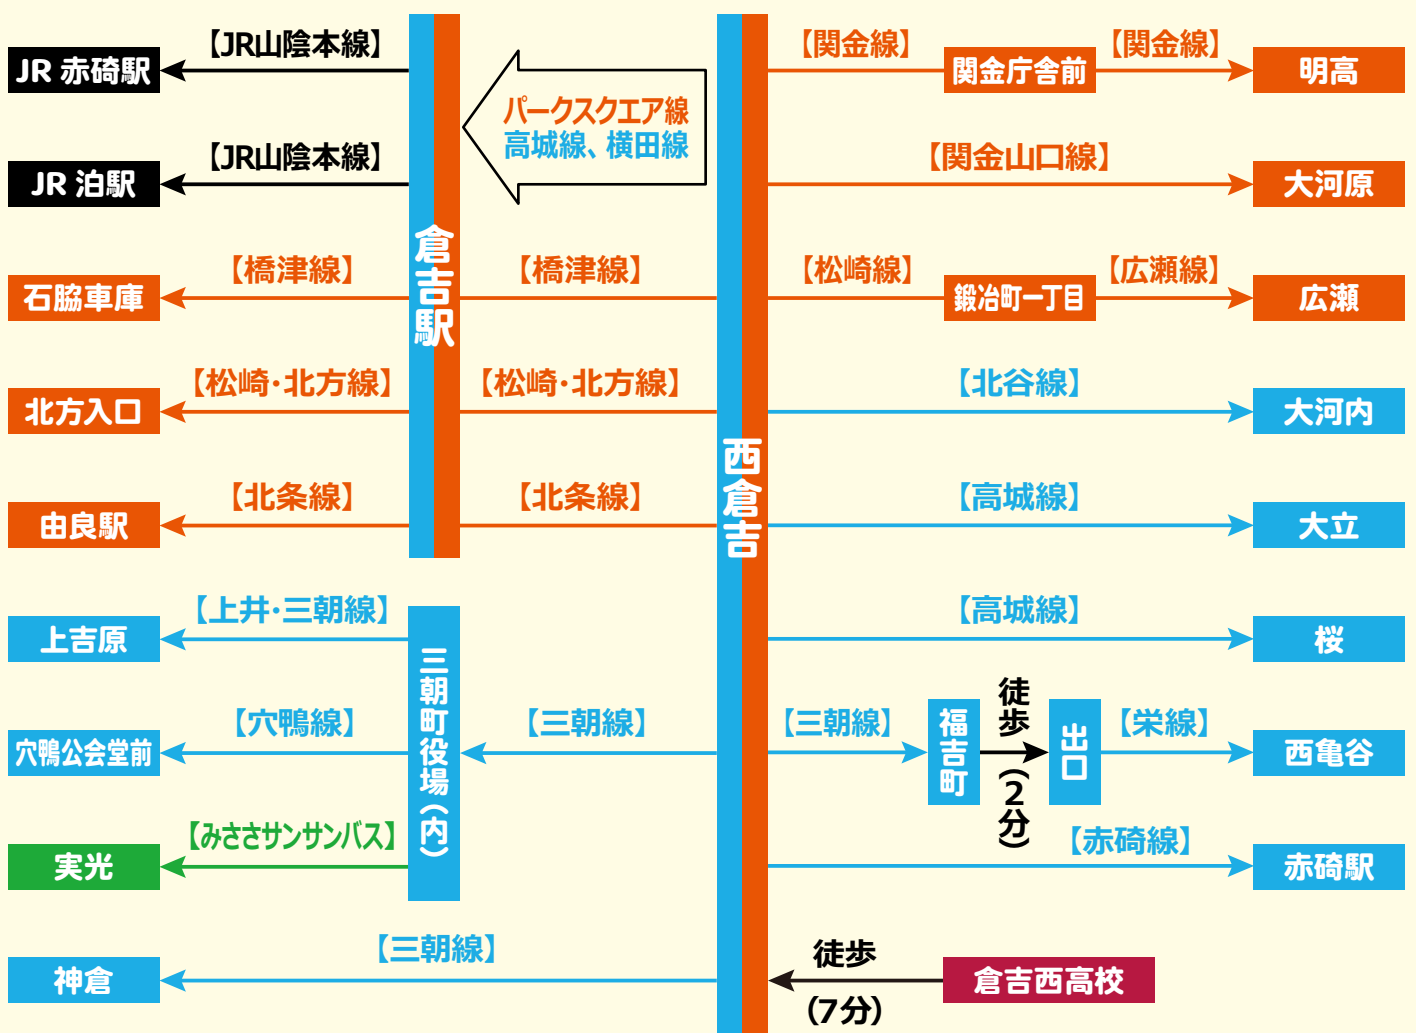 【JR山陰本線】
JR 赤碕駅
【JR山陰本線】
JR 泊駅
【橋津線】
石脇車庫
【松崎・北方線】
北方入口
【北条線】
由良駅
【上井・三朝線】
上吉原
【穴鴨線】
穴鴨公会堂前
【みささサンサンバス】
実光
【三朝線】
神倉
倉吉駅
三朝町役場（内）
パークスクエア線
高城線、横田線
【橋津線】
【松崎・北方線】
【北条線】
【三朝線】
西倉吉
【関金線】
関金庁舎前
【関金線】
明高
【関金山口線】
大河原
【松崎線】
鍛冶町一丁目
【広瀬線】
広瀬
【北谷線】
大河内
【高城線】
大立
【高城線】
桜
【三朝線】
福吉町
徒歩
（2分）
出口
【栄線】
西亀谷
【赤碕線】
赤碕駅
徒歩
（7分）
倉吉西高校